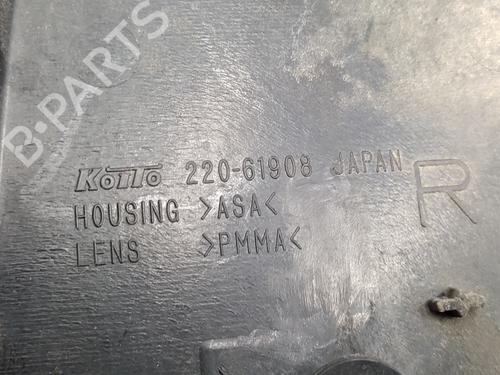 B-PARTS
KOITO 220-61908 JAPAN
HOUSING >ASA<
LENS >PMMA<
R